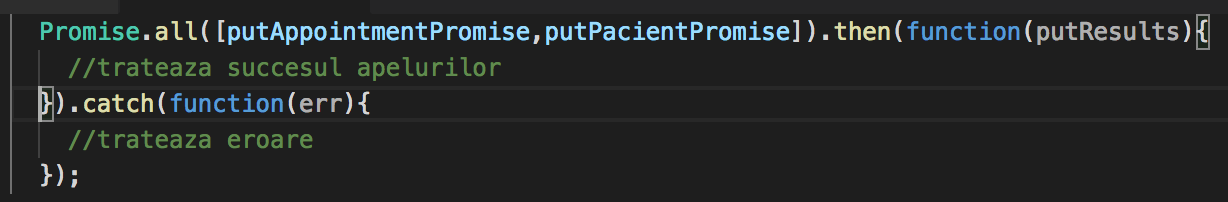 Promise.all([putAppointmentPromise,putPacientPromise]).then(function(putResults){
//trateaza succesul apelurilor
}).catch(function(err){
//trateaza eroare
});